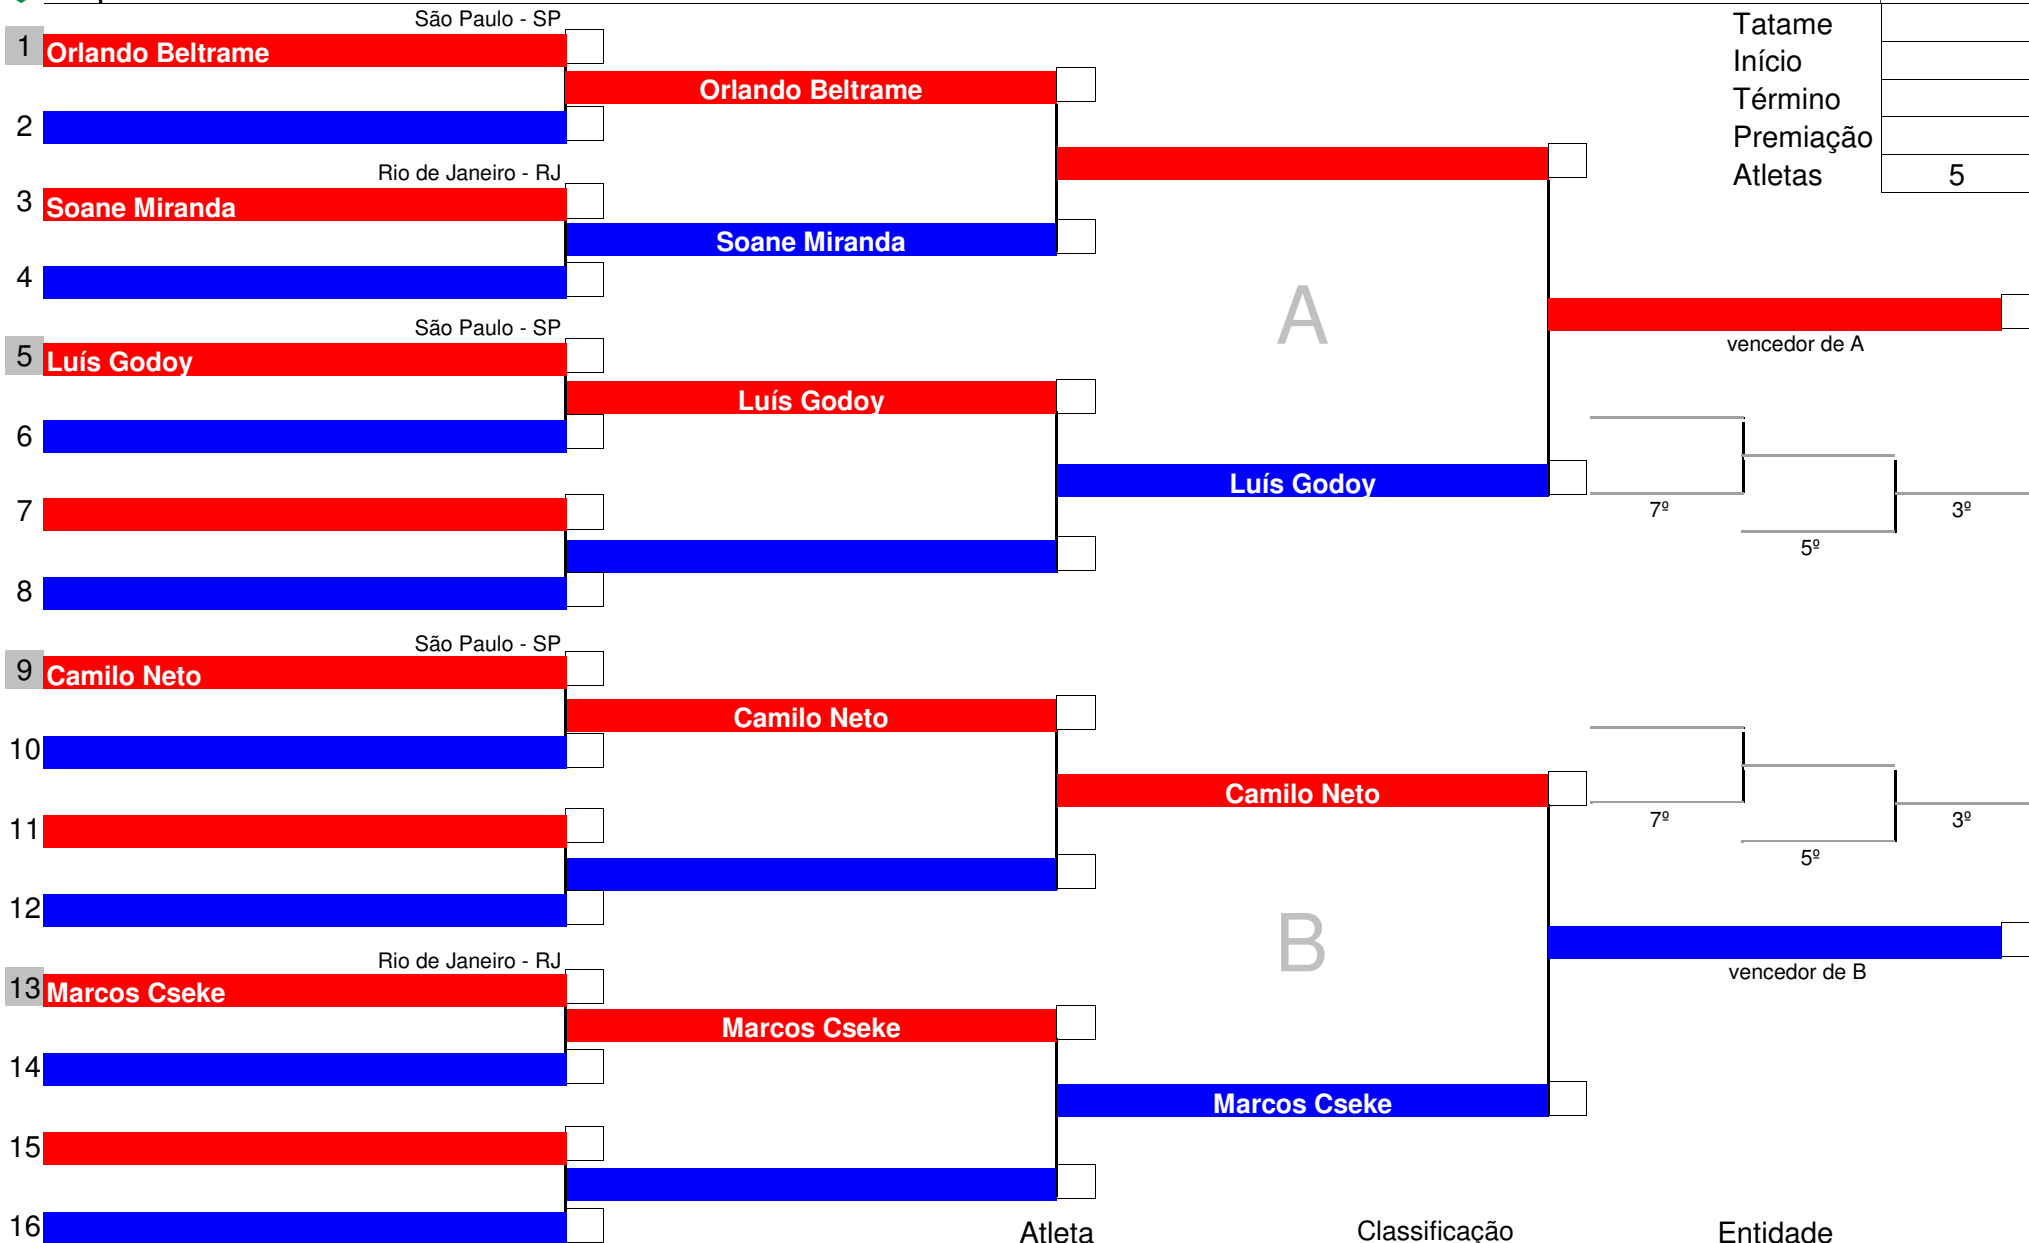 São Paulo - SP
Tatame
1 Orlando Beltrame
Início
Orlando Beltrame
Término
2
Premiação
Rio de Janeiro - RJ
Atletas 5
3 Soane Miranda
Soane Miranda
4
A
São Paulo - SP
vencedor de A
5 Luís Godoy
Luís Godoy
6
Luís Godoy
7
7º 3º
5º
8
São Paulo - SP
9 Camilo Neto
Camilo Neto
10
Camilo Neto
11
7º 3º
5º
12
B
Rio de Janeiro - RJ
vencedor de B
13 Marcos Cseke
Marcos Cseke
14
Marcos Cseke
15
16
Atleta Classificação Entidade